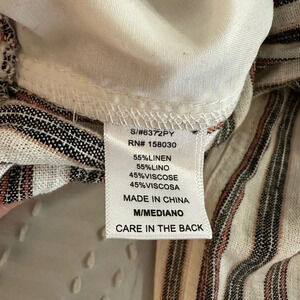 S/#6372PY
RN# 158030
55%LINEN
55%LINO
45%VISCOSE
45%VISCOSA
MADE IN CHINA
M/MEDIANO
CARE IN THE BACK